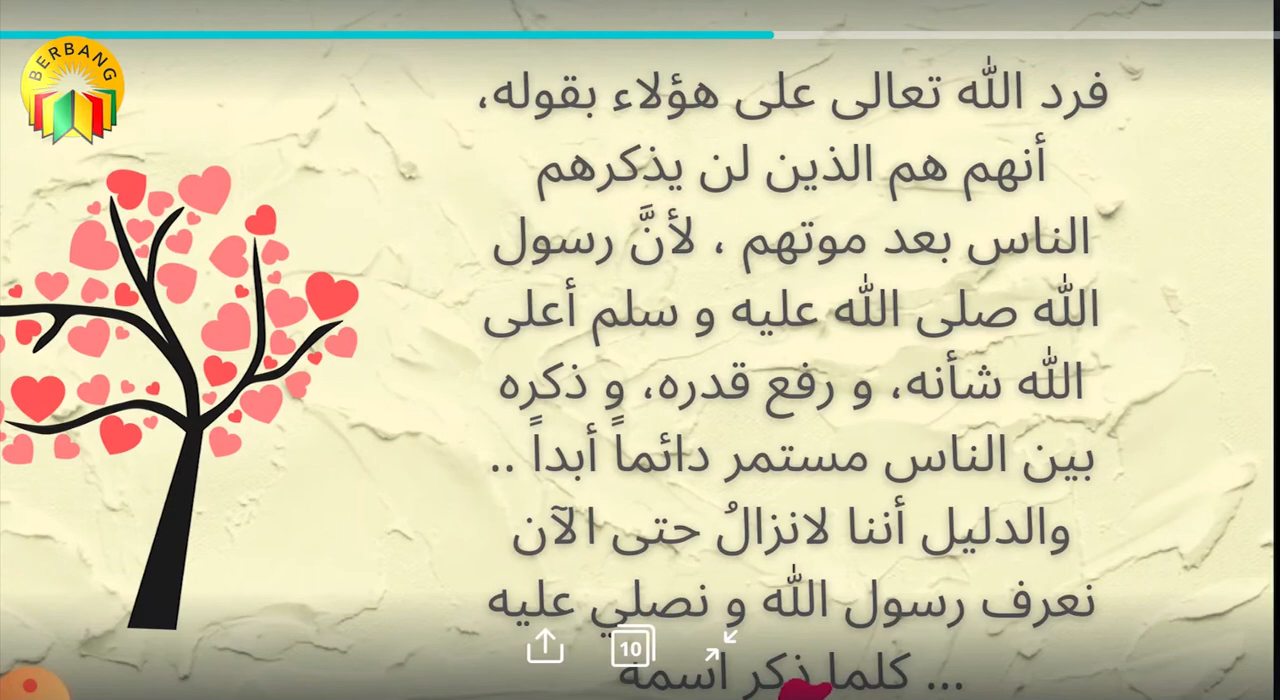 BERBANG
فرد الله تعالى على هؤلاء بقوله،
أنهم هم الذين لن يذكرهم
الناس بعد موتهم ، لأنَّ رسول
الله صلى الله عليه و سلم أعلى
الله شأنه، و رفع قدره، و ذكره
بين الناس مستمر دائماً أبداً ..
والدليل أننا لانزالُ حتى الآن
نعرف رسول الله و نصلي عليه
كلما ذكر اسمه ...
10